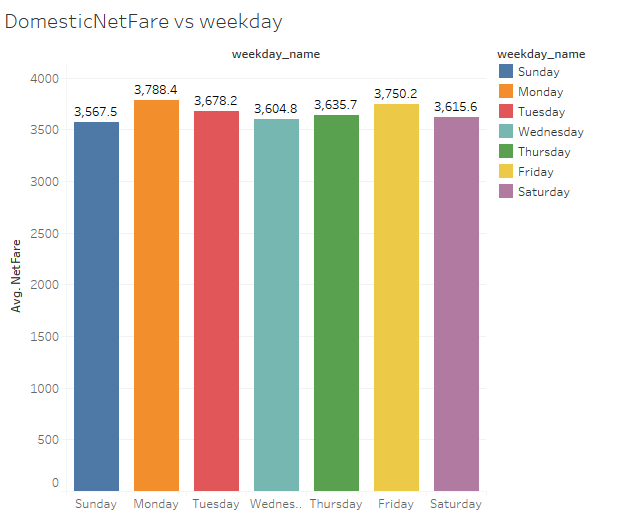 DomesticNetFare vs weekday
weekday_name
weekday_name
Sunday
Monday
Tuesday
Wednesday
Thursday
Friday
Saturday
Avg. NetFare
4000
3500
3000
2500
2000
1500
1000
500
0
3,567.5
3,788.4
3,678.2
3,604.8
3,635.7
3,750.2
3,615.6
Sunday
Monday
Tuesday
Wednes..
Thursday
Friday
Saturday